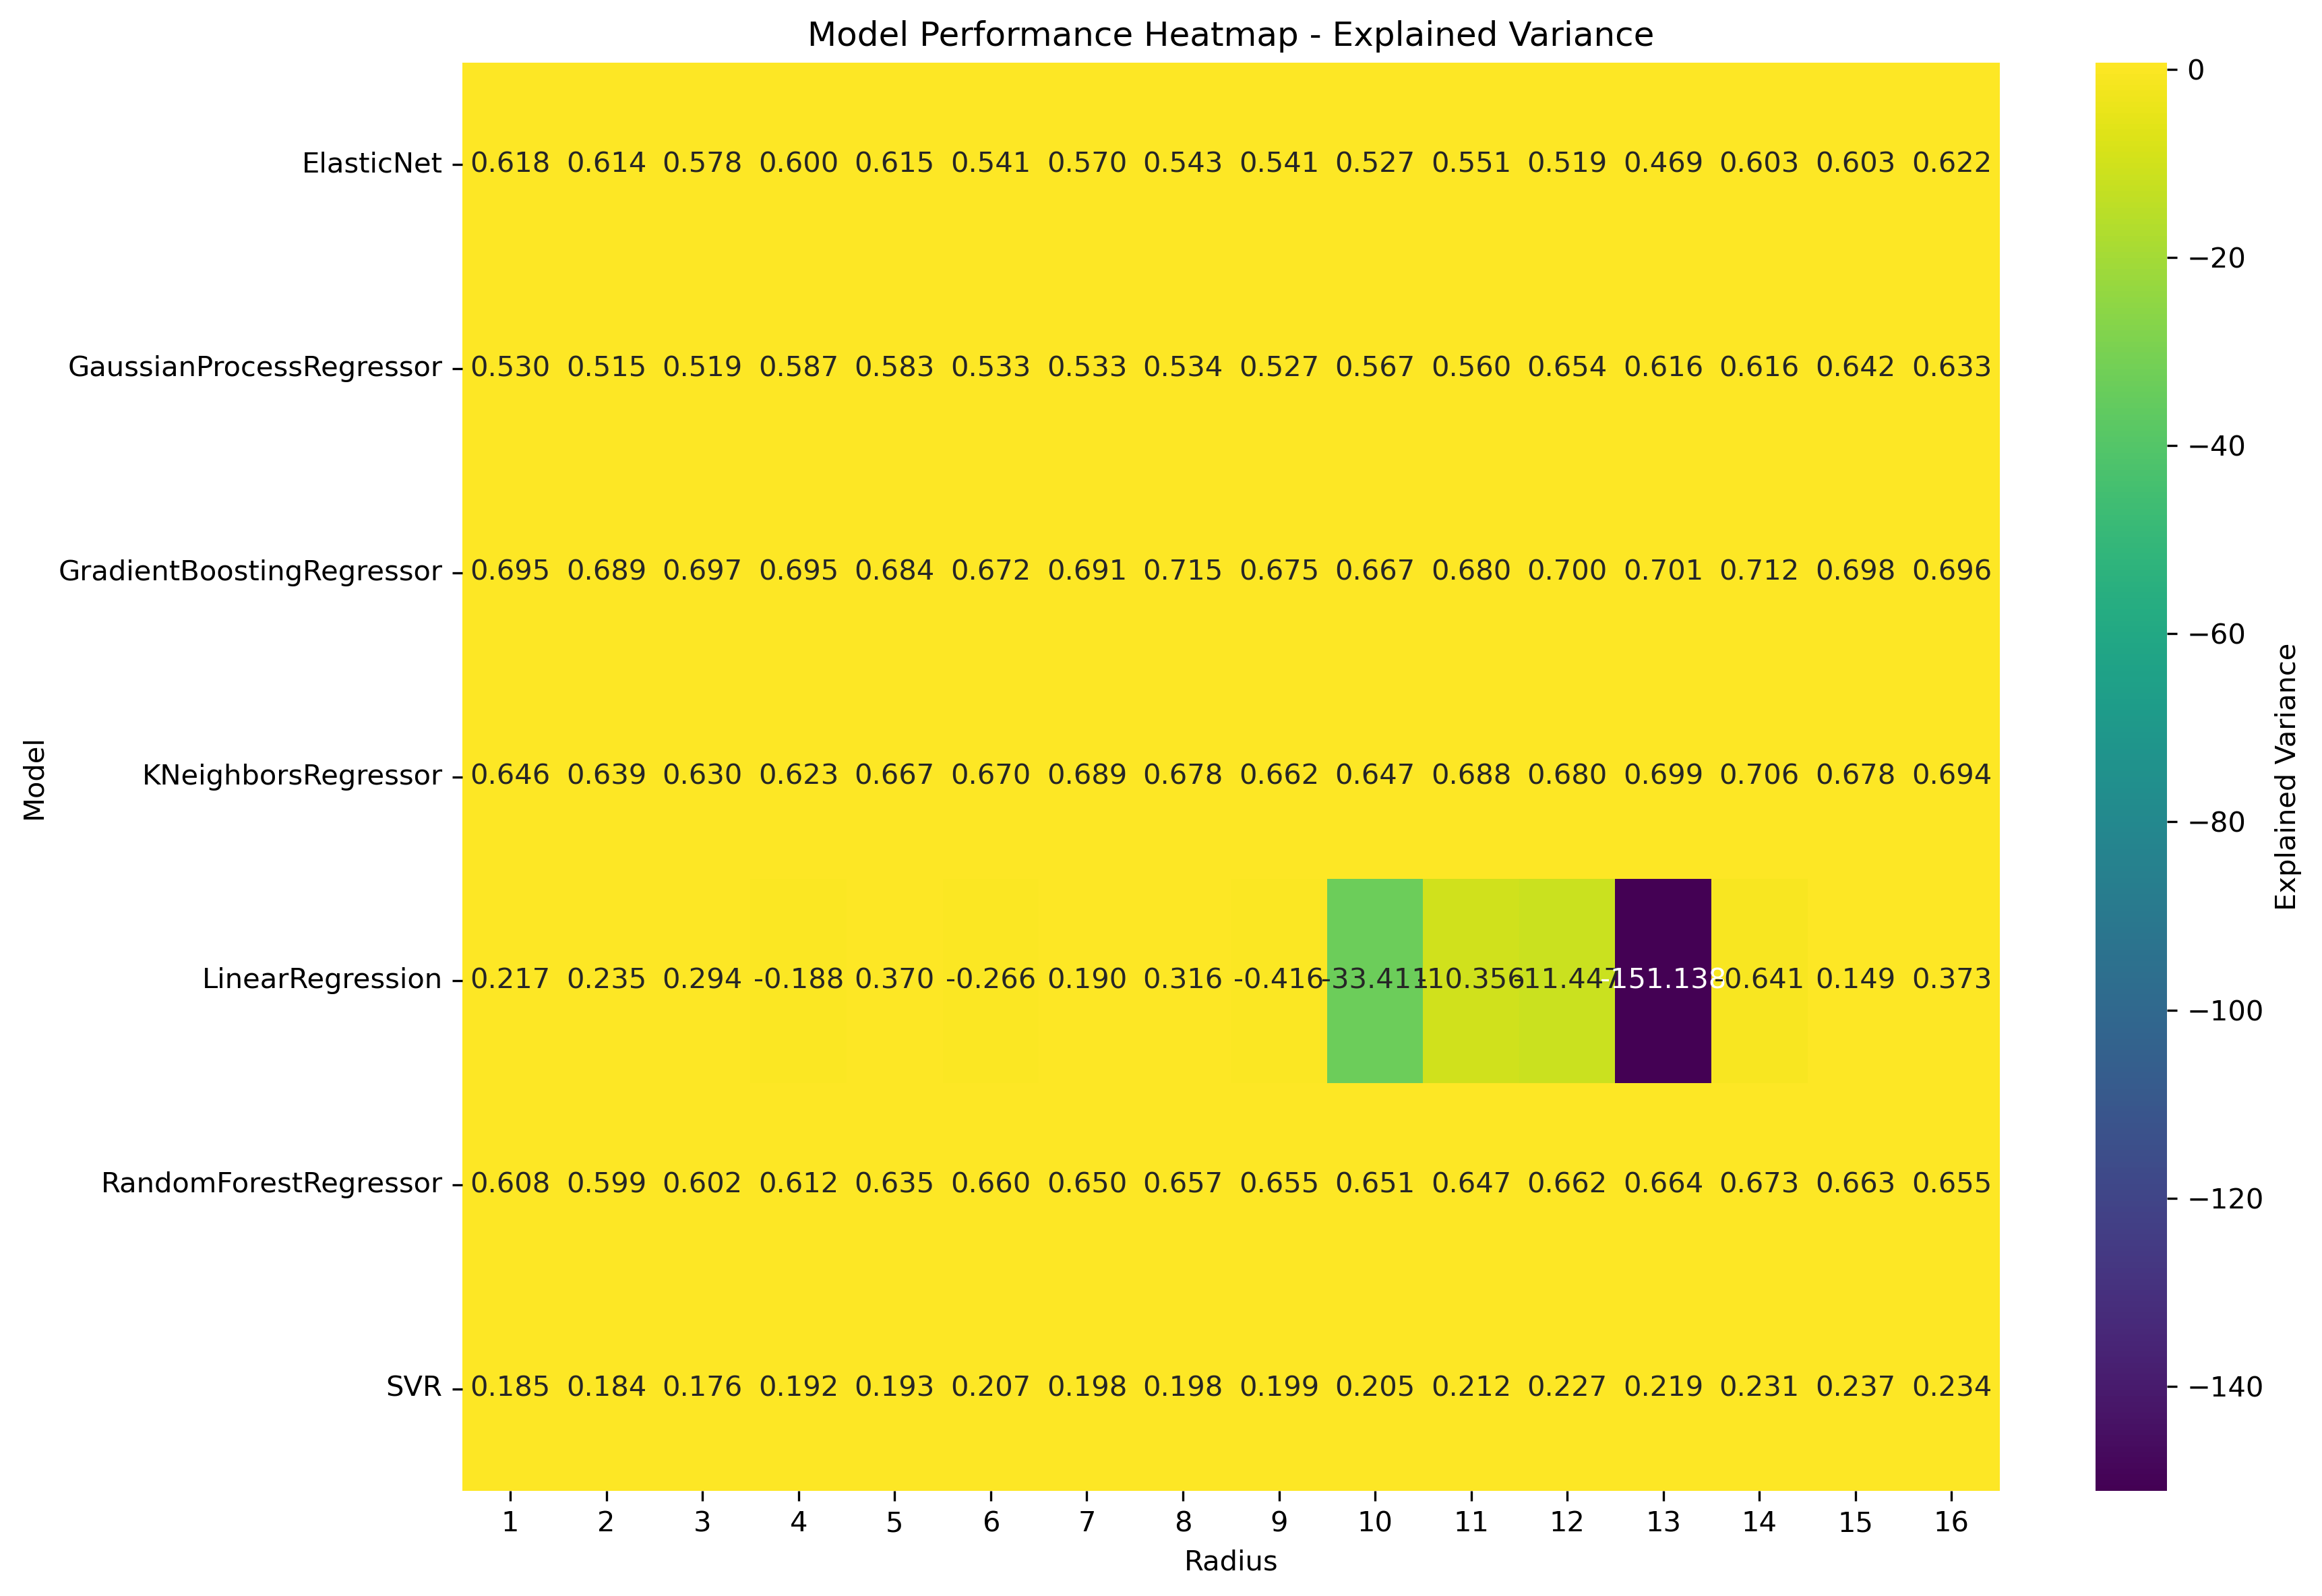 Model Performance Heatmap - Explained Variance
ElasticNet 0.618 0.614 0.578 0.600 0.615 0.541 0.570 0.543 0.541 0.527 0.551 0.519 0.469 0.603 0.603 0.622
GaussianProcessRegressor 0.530 0.515 0.519 0.587 0.583 0.533 0.533 0.534 0.527 0.567 0.560 0.654 0.616 0.616 0.642 0.633
GradientBoostingRegressor 0.695 0.689 0.697 0.695 0.684 0.672 0.691 0.715 0.675 0.667 0.680 0.700 0.701 0.712 0.698 0.696
KNeighborsRegressor 0.646 0.639 0.630 0.623 0.667 0.670 0.689 0.678 0.662 0.647 0.688 0.680 0.699 0.706 0.678 0.694
LinearRegression 0.217 0.235 0.294 -0.188 0.370 -0.266 0.190 0.316 -0.416 -33.411 -10.356 -11.447 -151.138 -0.641 0.149 0.373
RandomForestRegressor 0.608 0.599 0.602 0.612 0.635 0.660 0.650 0.657 0.655 0.651 0.647 0.662 0.664 0.673 0.663 0.655
SVR 0.185 0.184 0.176 0.192 0.193 0.207 0.198 0.198 0.199 0.205 0.212 0.227 0.219 0.231 0.237 0.234
1 2 3 4 5 6 7 8 9 10 11 12 13 14 15 16
Radius
Model
0
−20
−40
−60
−80
−100
−120
−140
Explained Variance